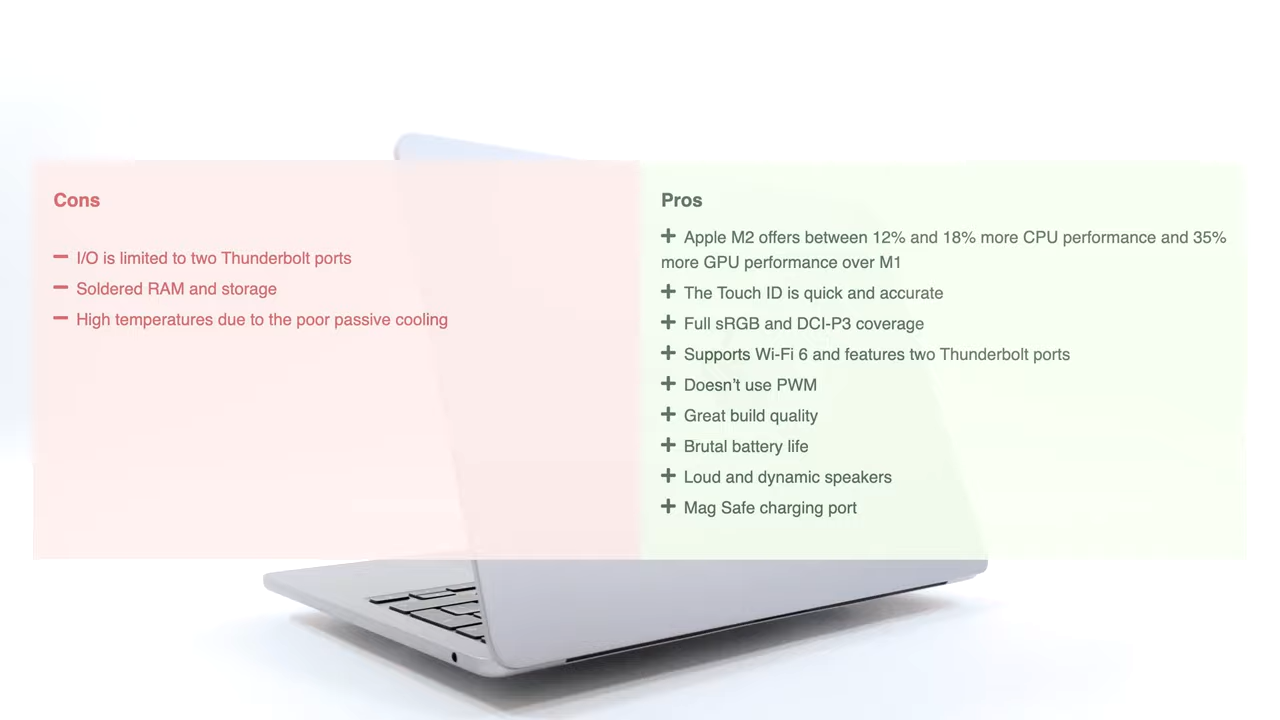 Cons
I/O is limited to two Thunderbolt ports
Soldered RAM and storage
High temperatures due to the poor passive cooling
Pros
Apple M2 offers between 12% and 18% more CPU performance and 35%
more GPU performance over M1
The Touch ID is quick and accurate
Full sRGB and DCI-P3 coverage
Supports Wi-Fi 6 and features two Thunderbolt ports
Doesn’t use PWM
Great build quality
Brutal battery life
Loud and dynamic speakers
Mag Safe charging port